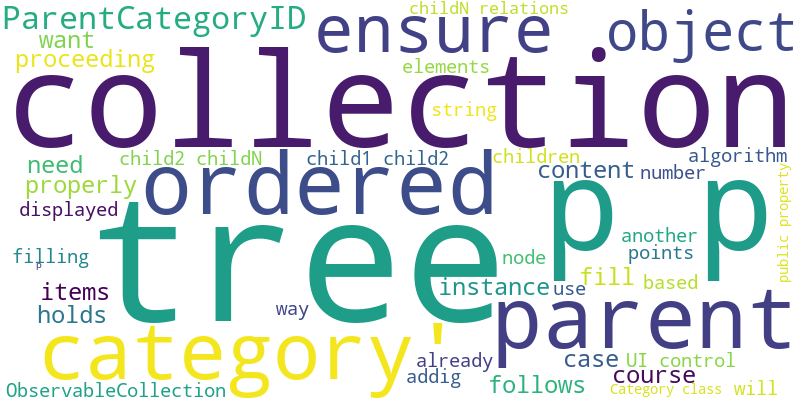 ParentCategoryID
childN relations
want
ensure
object
proceeding
elements
collection
string
need
child2 childN
child1 child2
children
algorithm
properly
ordered
content
number
public property
displayed
tree
p p
another
filling
p
node
points
items
instance
use
fill
based
holds
way
parent
category'
already
case
UI control
addig
course
ObservableCollection
follows
Category class
will